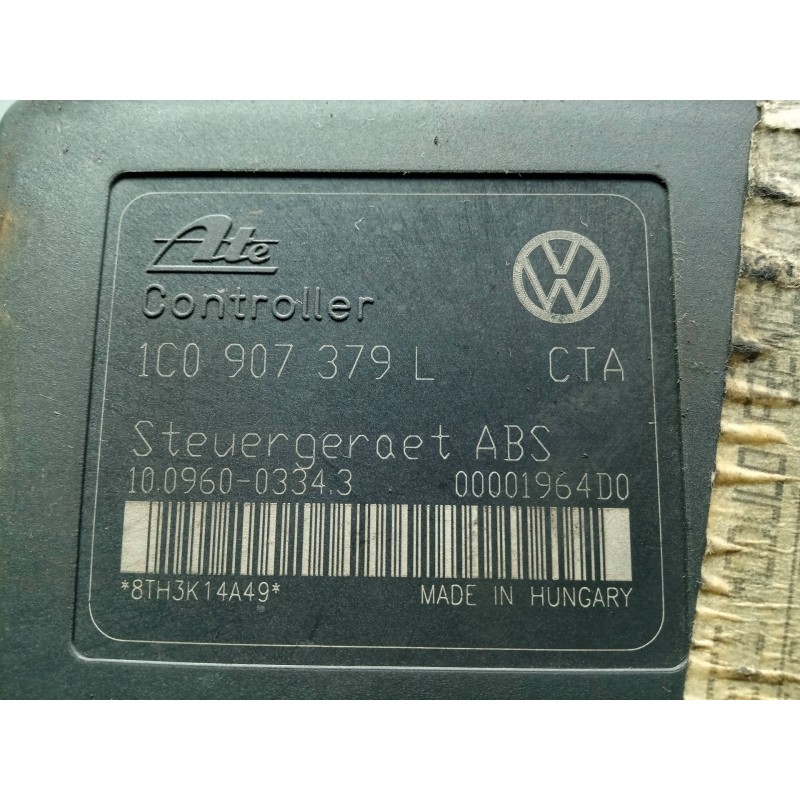 Ate
Controller
1C0 907 379 L CTA
Steuergeraet ABS
10.0960-0334.3 00001964D0
*8TH3K14A49* MADE IN HUNGARY